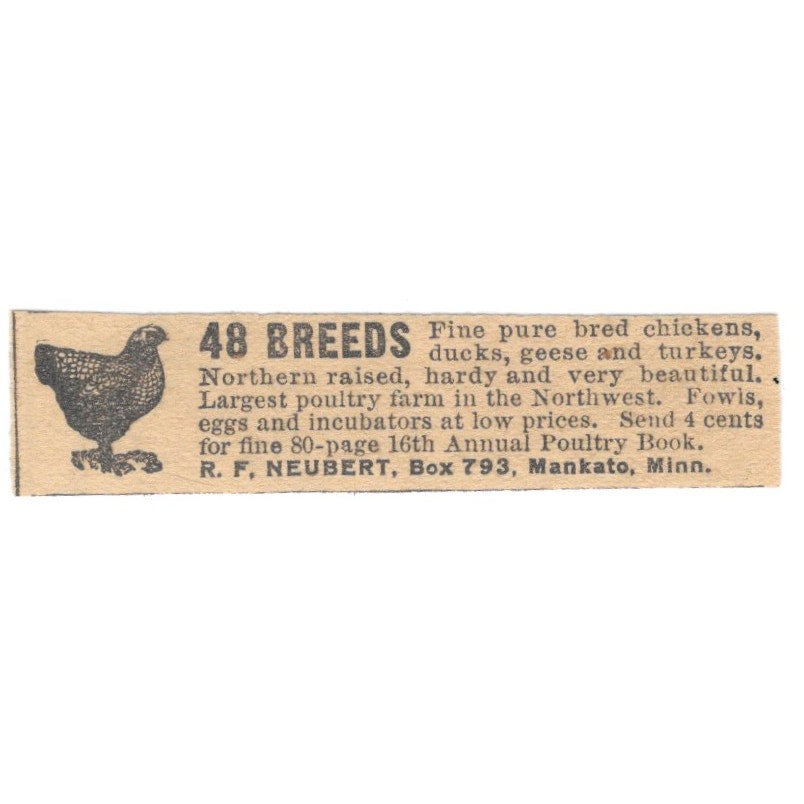 48 BREEDS Fine pure bred chickens,
ducks, geese and turkeys.
Northern raised, hardy and very beautiful.
Largest poultry farm in the Northwest. Fowls,
eggs and incubators at low prices. Send 4 cents
for fine 80-page 16th Annual Poultry Book.
R. F. NEUBERT, Box 793, Mankato, Minn.